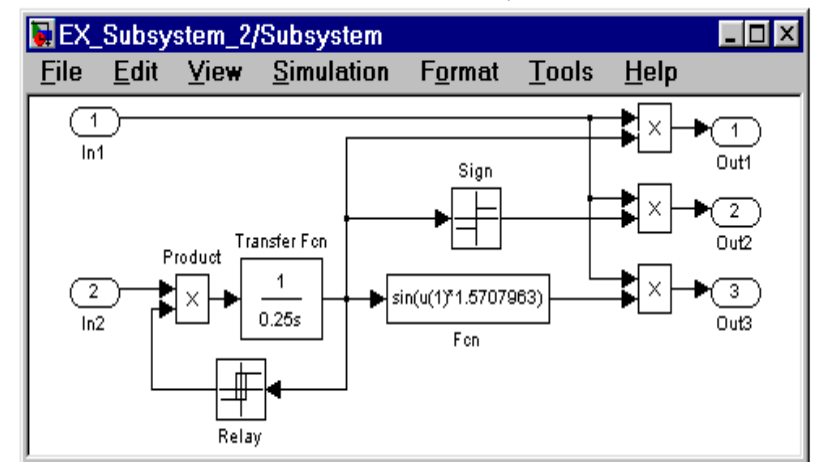 EX_Subsystem_2/Subsystem
File Edit View Simulation Format Tools Help
1
In1
X
1
Out1
Sign
X
2
Out2
Product
Transfer Fcn
2
In2
X
1
0.25s
sin(u(1)*1.5707963)
Fcn
X
3
Out3
Relay